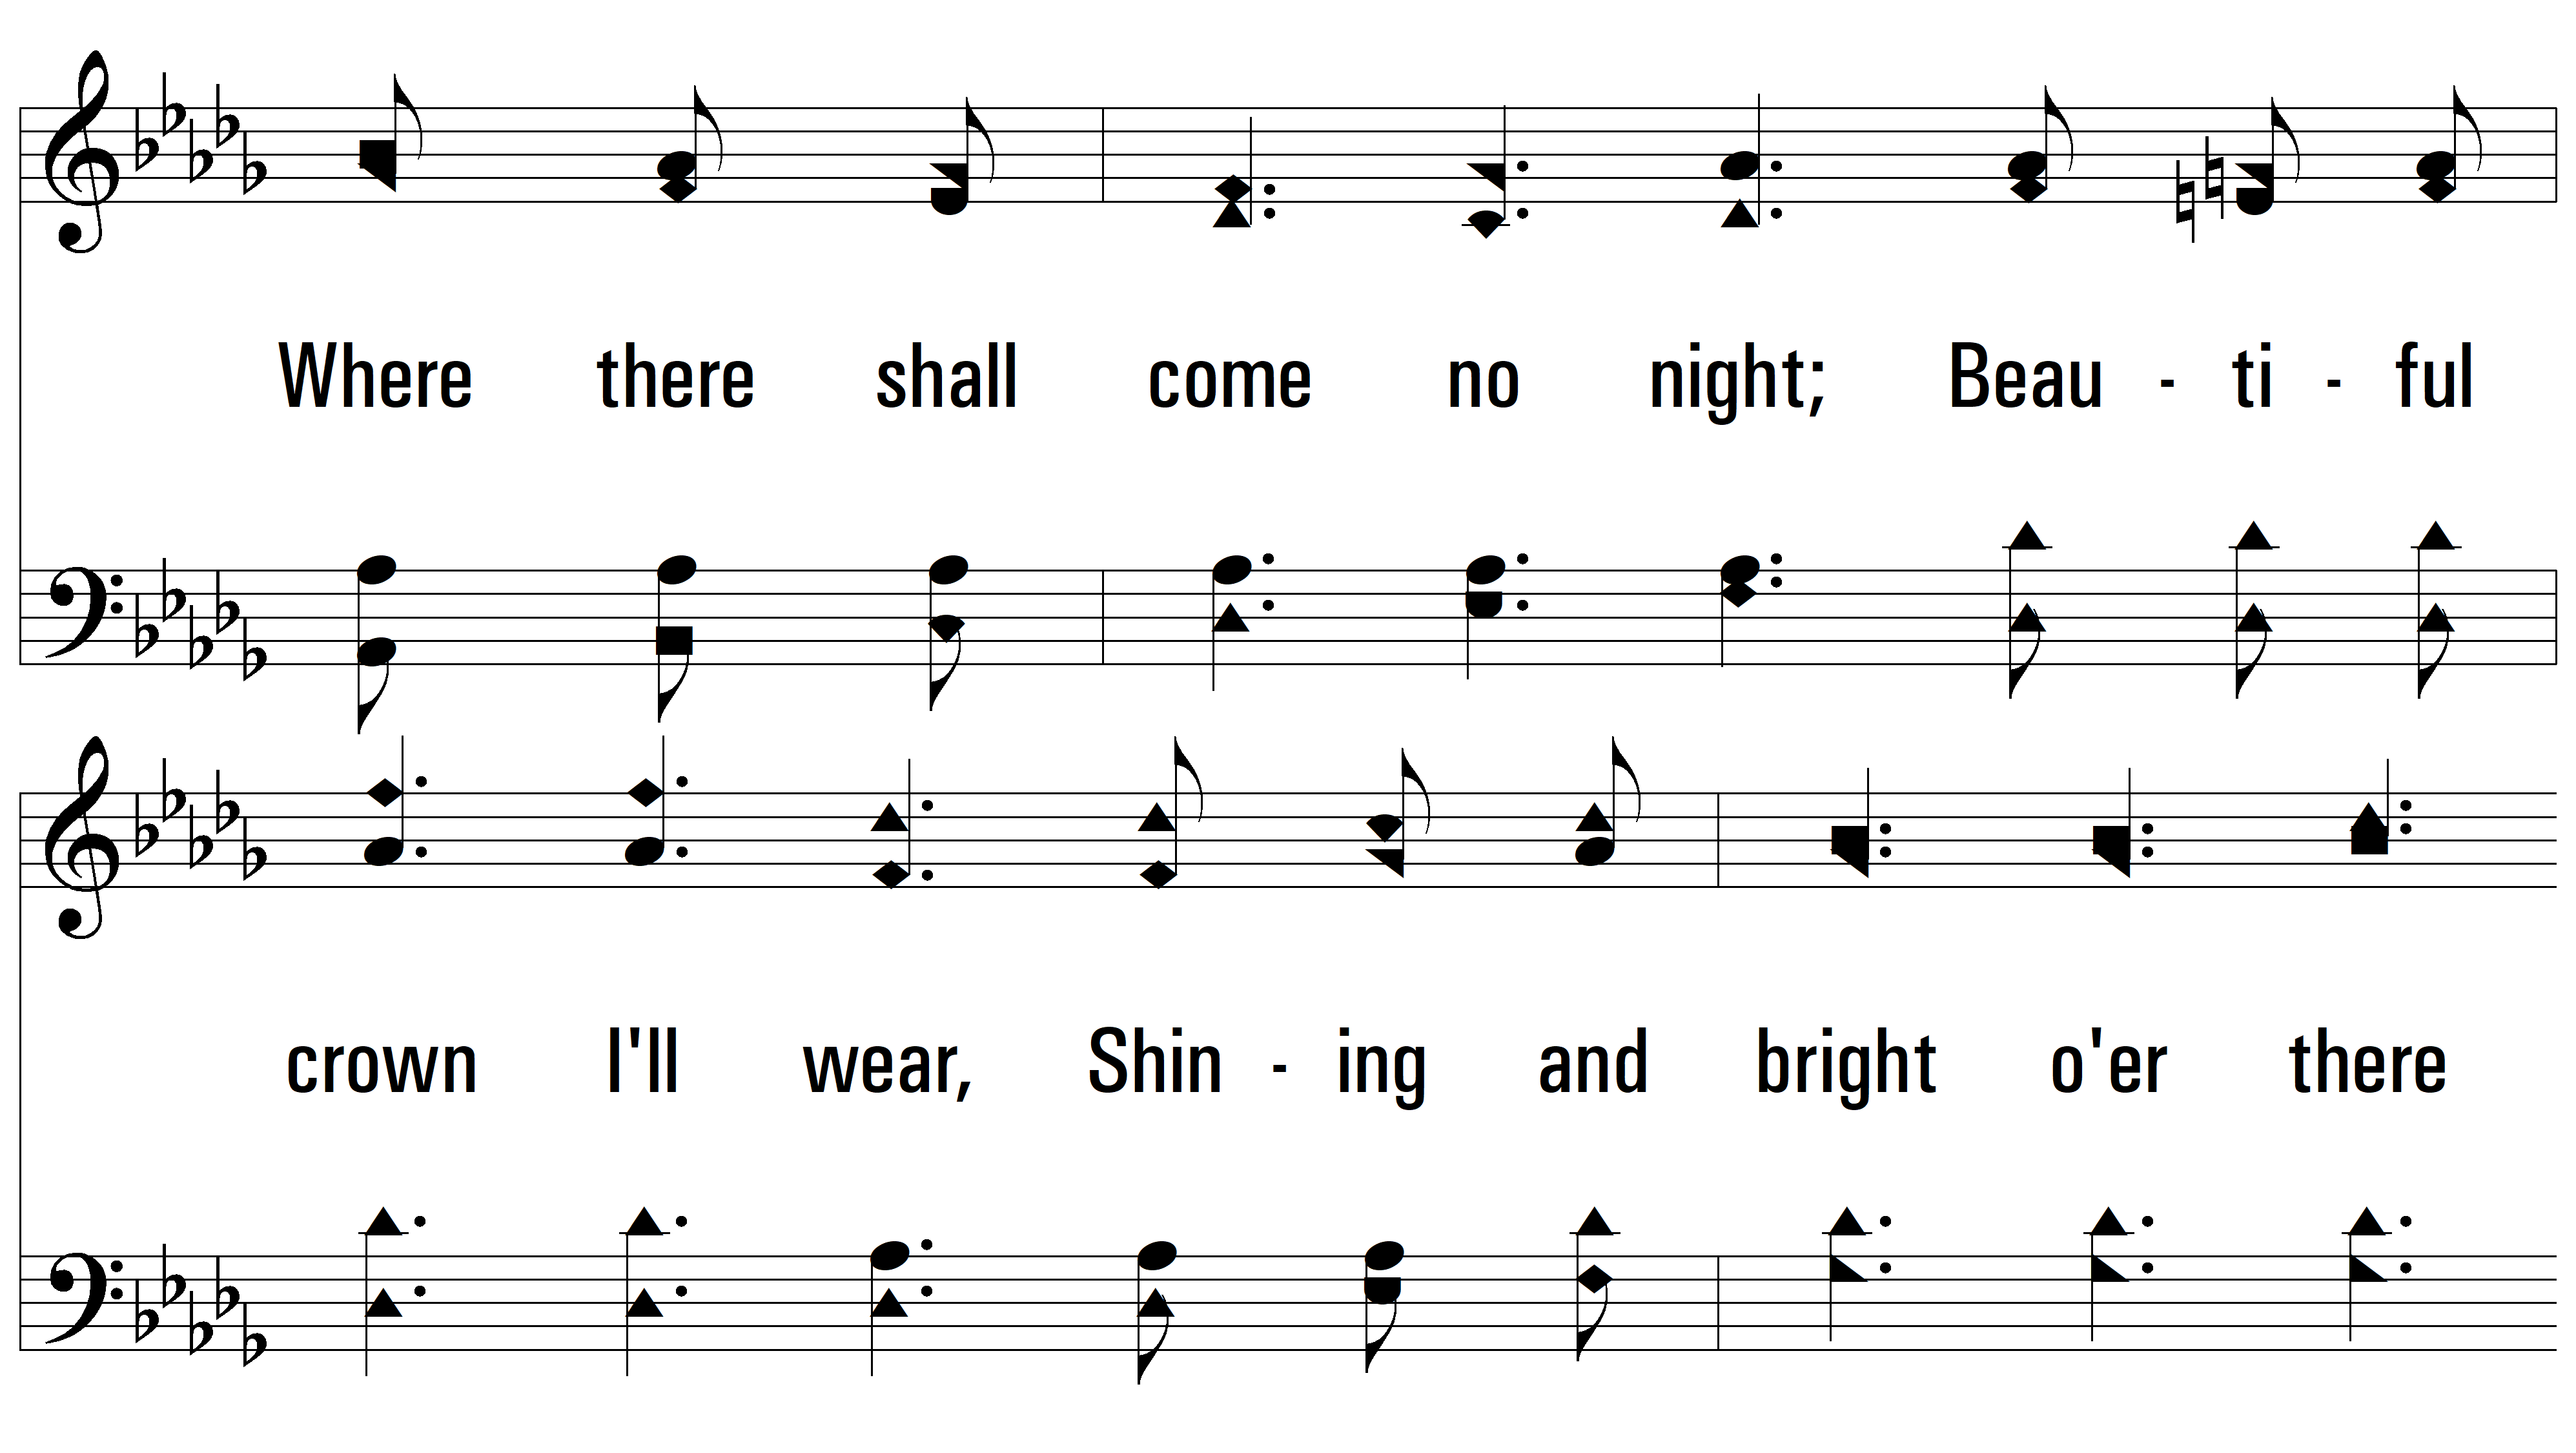 Where there shall come no night; Beau - ti - ful
crown I'll wear, Shin - ing and bright o'er there